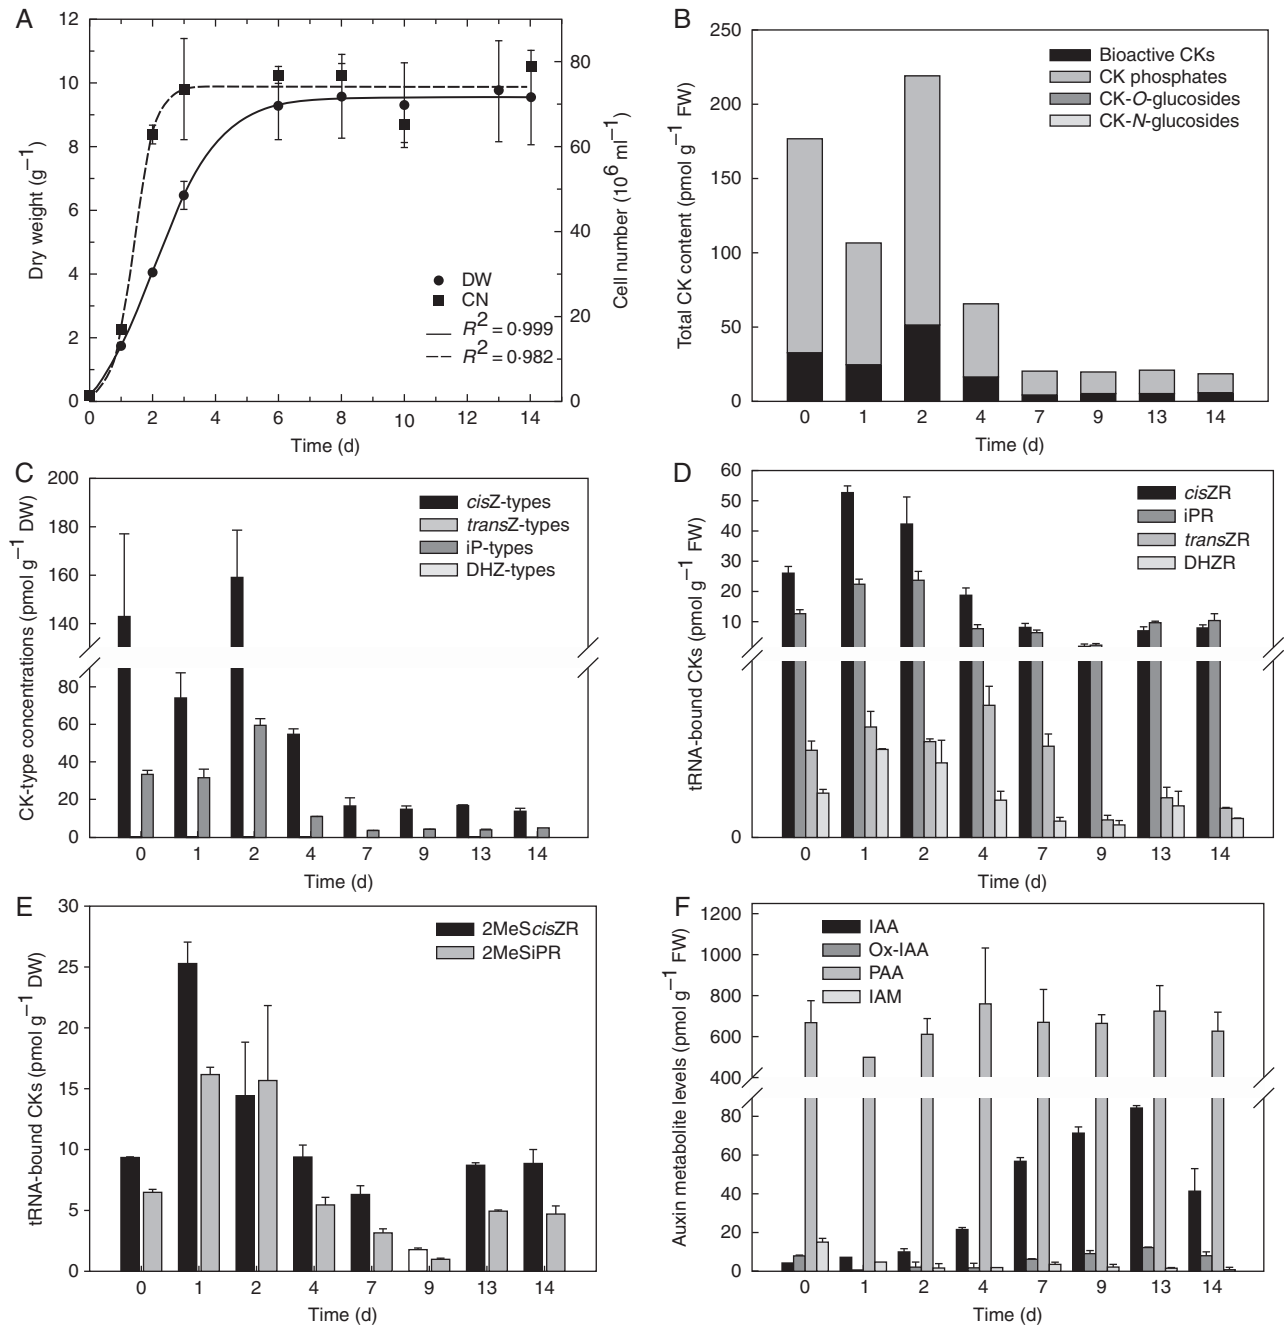 A
12
10
8
6
4
2
0
Dry weight (g–1)
80
60
40
20
0
Cell number (10⁶ ml–1)
DW
CN
R2 = 0·999
R2 = 0·982
0 2 4 6 8 10 12 14
Time (d)
B
250
200
150
100
50
0
Total CK content (pmol g–1 FW)
Bioactive CKs
CK phosphates
CK-O-glucosides
CK-N-glucosides
0 1 2 4 7 9 13 14
Time (d)
C
200
180
160
140
80
60
40
20
0
CK-type concentrations (pmol g–1 DW)
cisZ-types
transZ-types
iP-types
DHZ-types
0 1 2 4 7 9 13 14
Time (d)
D
60
50
40
30
20
10
0
tRNA-bound CKs (pmol g–1 FW)
cisZR
iPR
transZR
DHZR
0 1 2 4 7 9 13 14
Time (d)
E
30
25
20
15
10
5
0
tRNA-bound CKs (pmol g–1 DW)
2MeScisZR
2MeSiPR
0 1 2 4 7 9 13 14
Time (d)
F
1200
1000
800
600
400
80
60
40
20
0
Auxin metabolite levels (pmol g–1 FW)
IAA
Ox-IAA
PAA
IAM
0 1 2 4 7 9 13 14
Time (d)